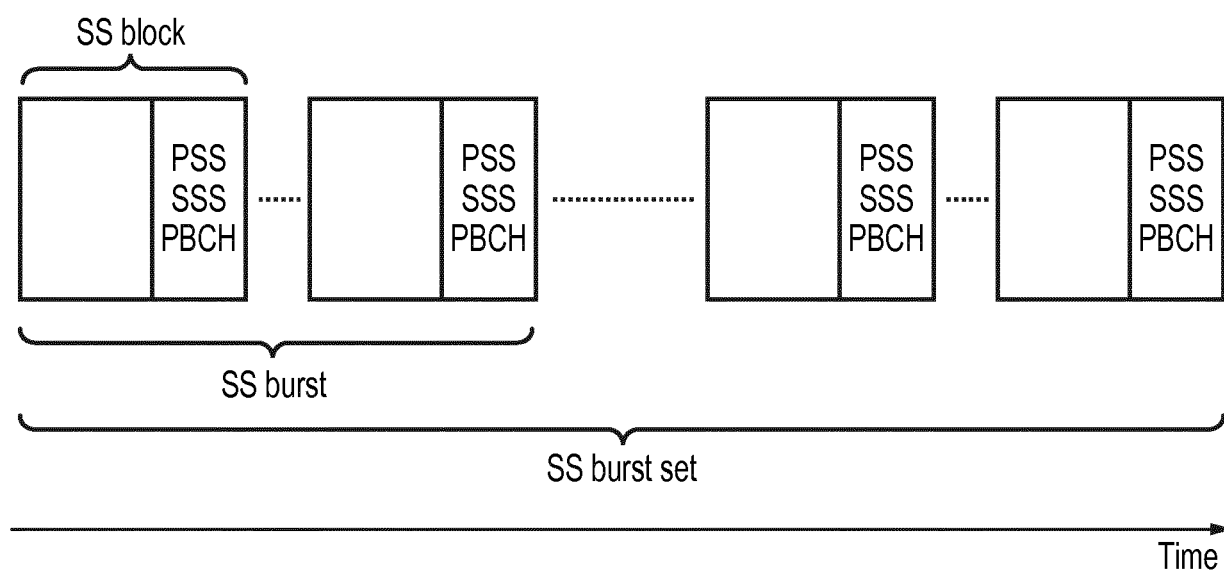 SS block
PSS
SSS
PBCH
PSS
SSS
PBCH
PSS
SSS
PBCH
PSS
SSS
PBCH
SS burst
SS burst set
Time